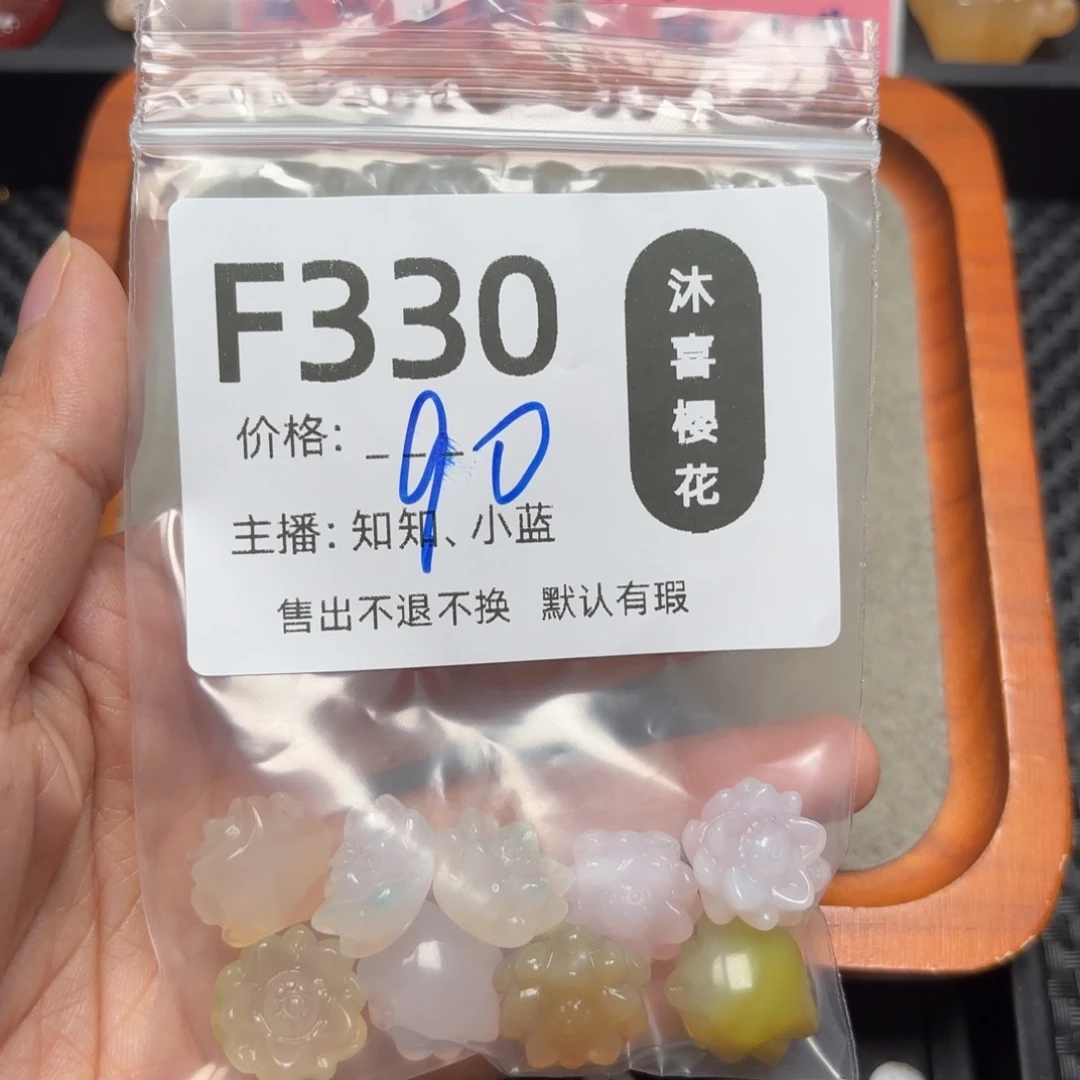 F330
价格：90
主播：知知、小蓝
售出不退不换 默认有瑕
沐喜樱花